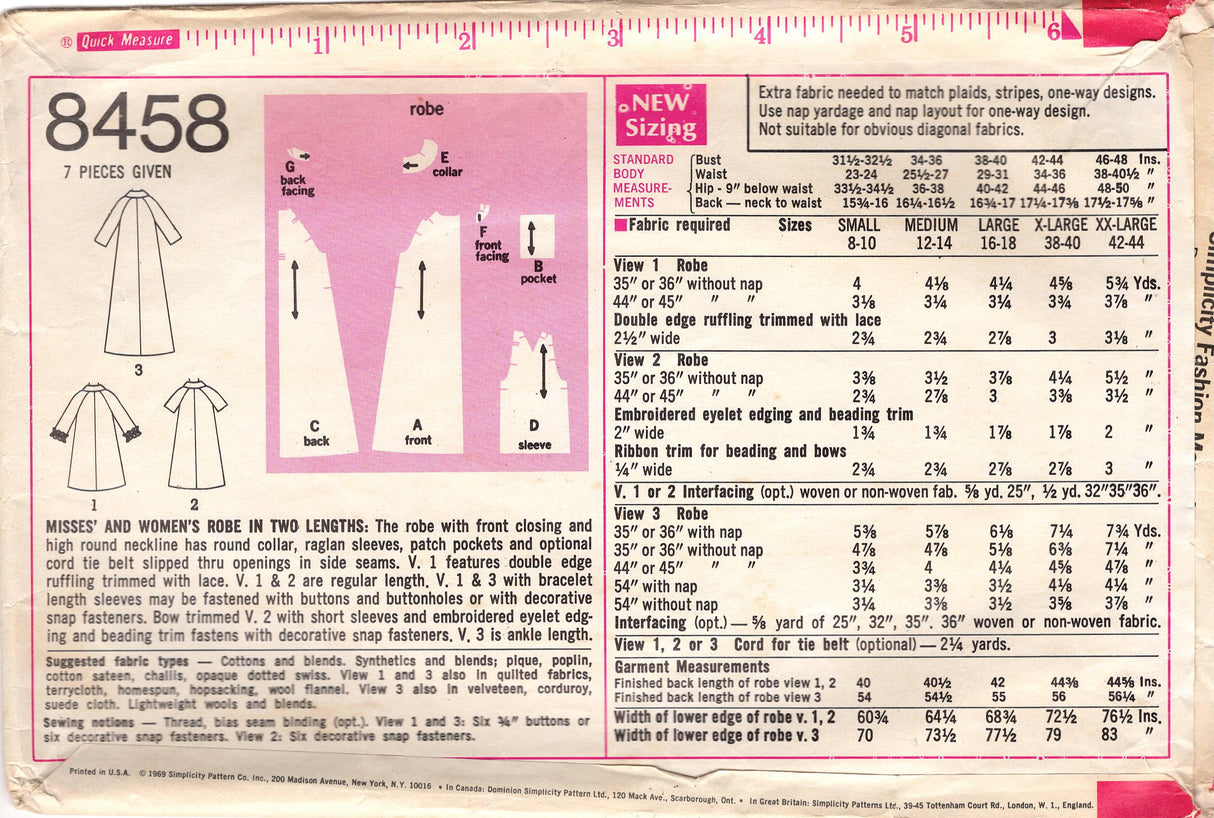 ® Quick Measure 1 2 3 4 5 6
8458
7 PIECES GIVEN
3
1 2
robe
G
back
facing
E
collar
F
front
facing
B
pocket
C
back
A
front
D
sleeve
MISSES' AND WOMEN'S ROBE IN TWO LENGTHS: The robe with front closing and
high round neckline has round collar, raglan sleeves, patch pockets and optional
cord tie belt slipped thru openings in side seams. V. 1 features double edge
ruffling trimmed with lace. V. 1 & 2 are regular length. V. 1 & 3 with bracelet
length sleeves may be fastened with buttons and buttonholes or with decorative
snap fasteners. Bow trimmed V. 2 with short sleeves and embroidered eyelet edg-
ing and beading trim fastens with decorative snap fasteners. V. 3 is ankle length.
Suggested fabric types — Cottons and blends. Synthetics and blends; pique, poplin,
cotton sateen, challis, opaque dotted swiss. View 1 and 3 also in quilted fabrics,
terrycloth, homespun, hopsacking, wool flannel. View 3 also in velveteen, corduroy,
suede cloth. Lightweight wools and blends.
Sewing notions — Thread, bias seam binding (opt.). View 1 and 3: Six ¾" buttons or
six decorative snap fasteners. View 2: Six decorative snap fasteners.
NEW
Sizing
Extra fabric needed to match plaids, stripes, one-way designs.
Use nap yardage and nap layout for one-way design.
Not suitable for obvious diagonal fabrics.
STANDARD Bust 31½-32½ 34-36 38-40 42-44 46-48 Ins.
BODY Waist 23-24 25½-27 29-31 34-36 38-40½ "
MEASURE- Hip - 9" below waist 33½-34½ 36-38 40-42 44-46 48-50 "
MENTS Back — neck to waist 15¾-16 16¼-16½ 16¾-17 17¼-17⅜ 17½-17⅝ "
Fabric required Sizes SMALL MEDIUM LARGE X-LARGE XX-LARGE
8-10 12-14 16-18 38-40 42-44
View 1 Robe
35" or 36" without nap 4 4⅛ 4¼ 4⅝ 5¾ Yds.
44" or 45" " " 3⅛ 3¼ 3¼ 3¾ 3⅞ "
Double edge ruffling trimmed with lace
2½" wide 2¾ 2¾ 2⅞ 3 3⅛ "
View 2 Robe
35" or 36" without nap 3⅜ 3½ 3⅞ 4¼ 5½ "
44" or 45" " " 2¾ 2⅞ 3 3⅜ 3½ "
Embroidered eyelet edging and beading trim
2" wide 1¾ 1¾ 1⅞ 1⅞ 2 "
Ribbon trim for beading and bows
¼" wide 2¾ 2¾ 2⅞ 2⅞ 3 "
V. 1 or 2 Interfacing (opt.) woven or non-woven fab. ⅝ yd. 25", ½ yd. 32"35"36".
View 3 Robe
35" or 36" with nap 5⅜ 5⅞ 6⅛ 7¼ 7¾ Yds.
35" or 36" without nap 4⅞ 4⅞ 5⅛ 6⅜ 7¼ "
44" or 45" " " 3¾ 4 4¼ 4⅝ 4⅞ "
54" with nap 3¼ 3⅜ 3½ 4⅛ 4¼ "
54" without nap 3¼ 3⅜ 3½ 3⅝ 3⅞ "
Interfacing (opt.) — ⅝ yard of 25", 32", 35". 36" woven or non-woven fabric.
View 1, 2 or 3 Cord for tie belt (optional) — 2¼ yards.
Garment Measurements
Finished back length of robe view 1, 2 40 40½ 42 44⅜ 44⅝ Ins.
Finished back length of robe view 3 54 54½ 55 56 56¼ "
Width of lower edge of robe v. 1, 2 60¾ 64¼ 68¾ 72½ 76½ Ins.
Width of lower edge of robe v. 3 70 73½ 77½ 79 83 "
Printed in U.S.A. © 1969 Simplicity Pattern Co. Inc., 200 Madison Avenue, New York, N.Y. 10016 • In Canada: Dominion Simplicity Pattern Ltd., 120 Mack Ave., Scarborough, Ont. • In Great Britain: Simplicity Patterns Ltd., 39-45 Tottenham Court Rd., London, W. 1., England.
Simplicity Fashion